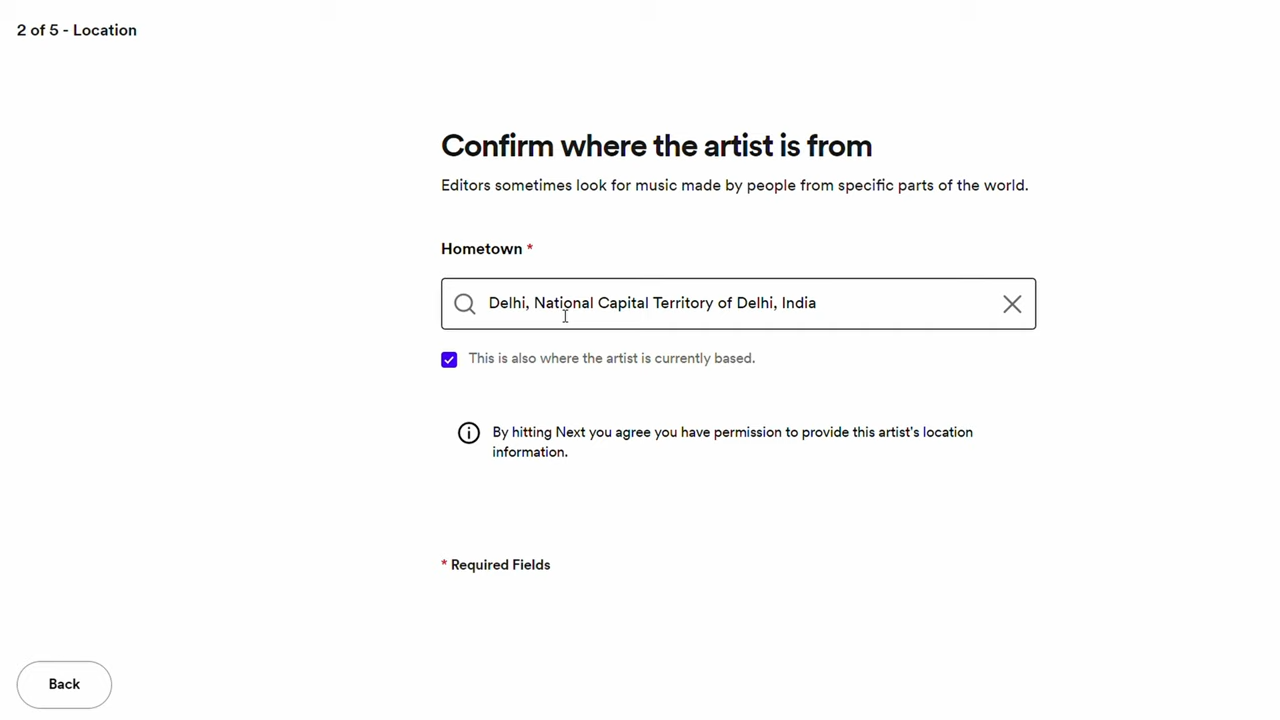 2 of 5 - Location
Confirm where the artist is from
Editors sometimes look for music made by people from specific parts of the world.
Hometown *
Delhi, National Capital Territory of Delhi, India
This is also where the artist is currently based.
By hitting Next you agree you have permission to provide this artist's location
information.
* Required Fields
Back